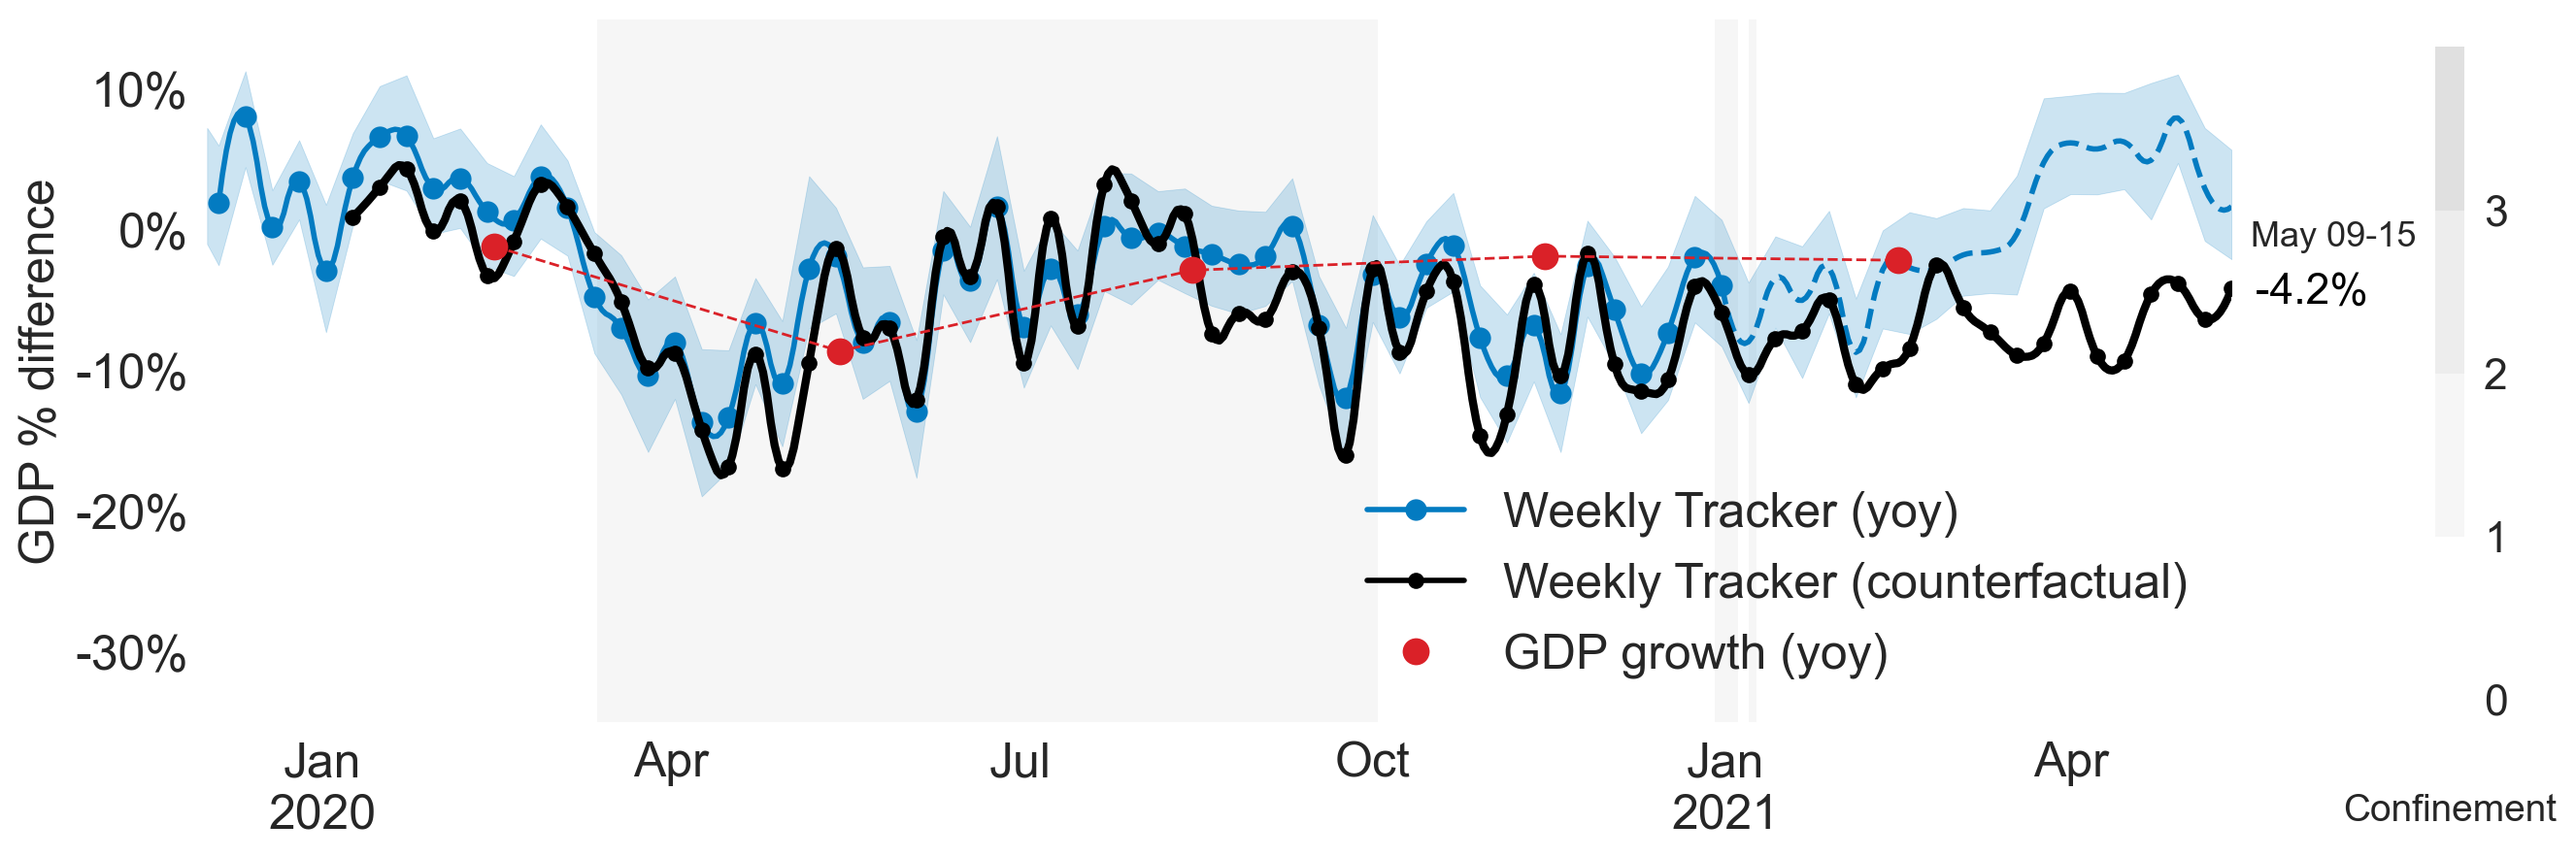 GDP % difference
10%
0%
-10%
-20%
-30%
May 09-15
-4.2%
Weekly Tracker (yoy)
Weekly Tracker (counterfactual)
GDP growth (yoy)
3
2
1
0
Jan
2020
Apr
Jul
Oct
Jan
2021
Apr
Confinement